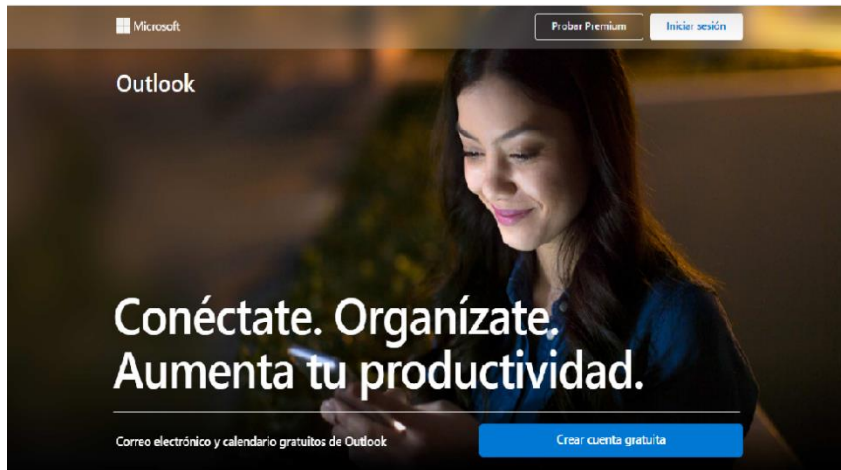 Microsoft
Probar Premium
Iniciar sesión
Outlook
Conéctate. Organízate.
Aumenta tu productividad.
Correo electrónico y calendario gratuitos de Outlook
Crear cuenta gratuita